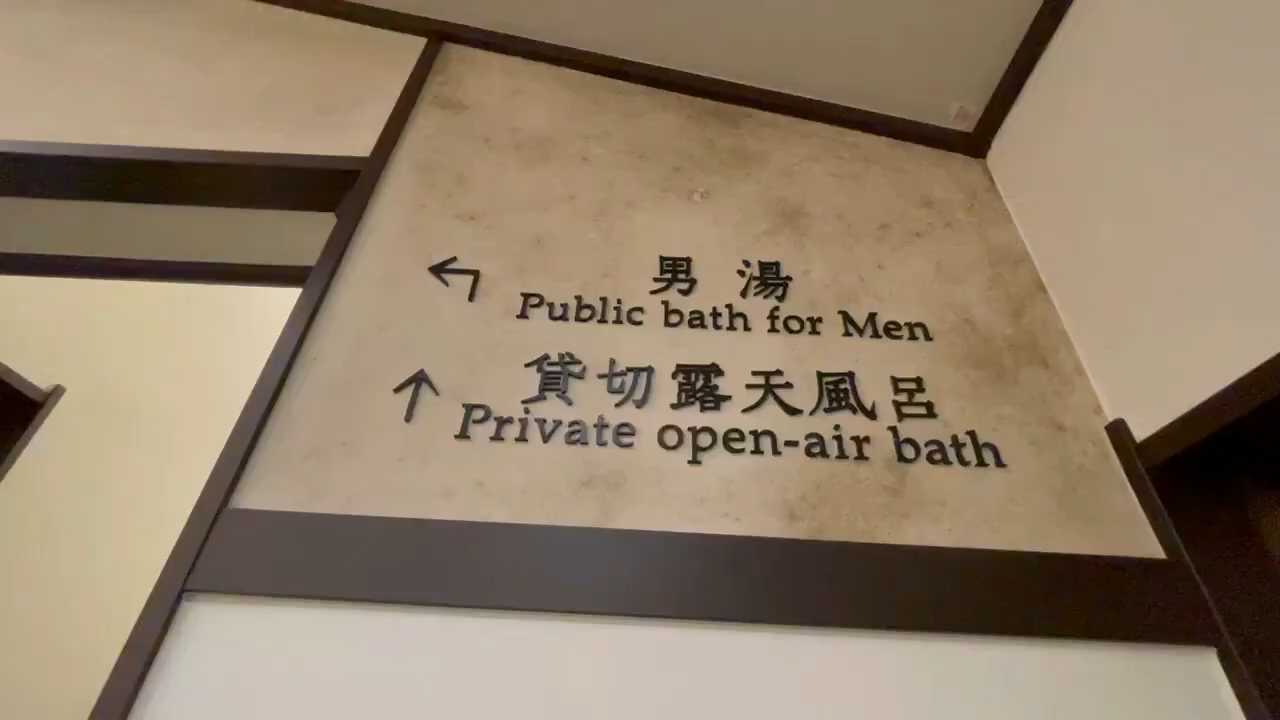 男湯
Public bath for Men
貸切露天風呂
Private open-air bath